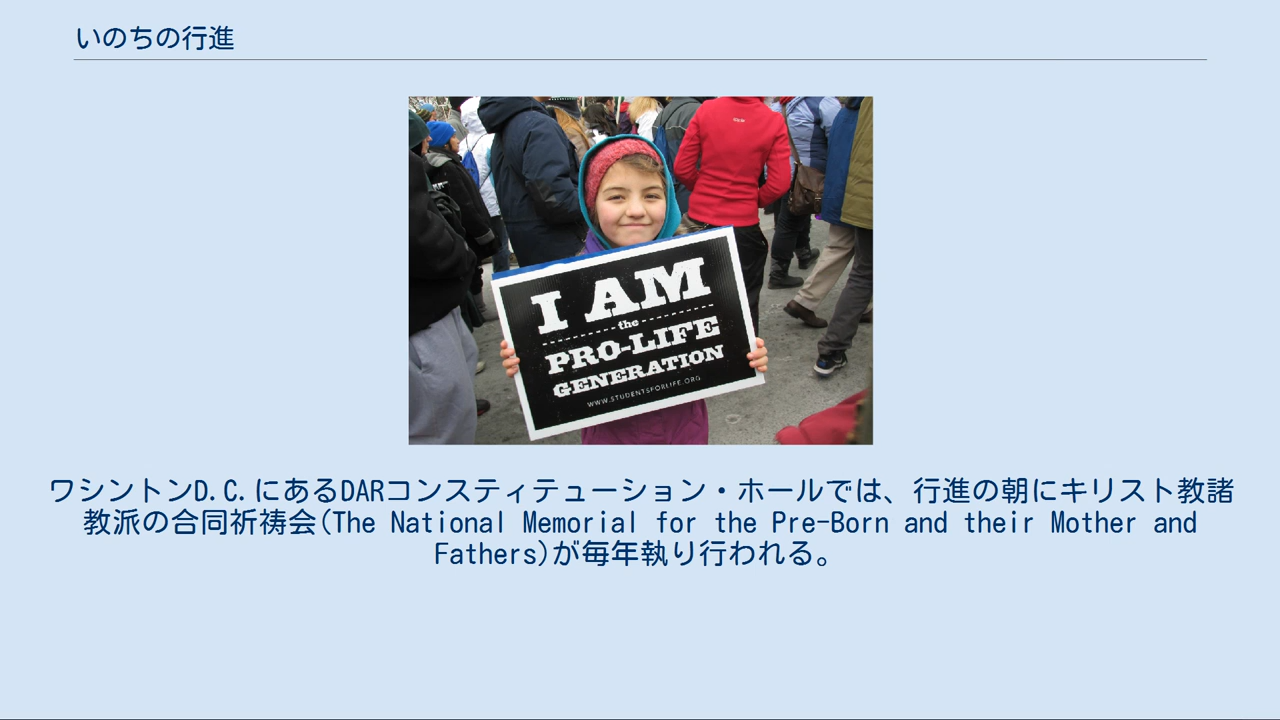 いのちの行進
I AM
the
PRO-LIFE
GENERATION
WWW.STUDENTSFORLIFE.ORG
ワシントンD.C.にあるDARコンスティテューション・ホールでは、行進の朝にキリスト教諸
教派の合同祈祷会(The National Memorial for the Pre-Born and their Mother and
Fathers)が毎年執り行われる。